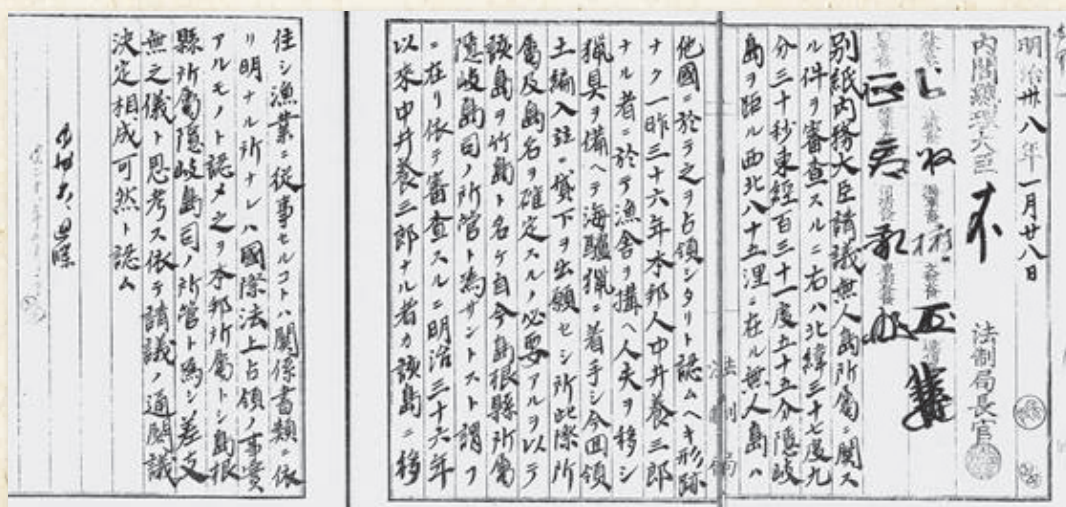 明治卅八年一月廿八日
内閣總理大臣
法制局長官
別紙内務大臣請議無人島所屬ニ關ス
ル件ヲ審査スルニ右ハ北緯三十七度九
分三十秒東經百三十一度五十五分隱岐
島ヲ距ル西北八十五浬ニ在ル無人島ハ
他國ニ於テ之ヲ占領シタリト認ムヘキ形跡
ナク一昨三十六年本邦人中井養三郎
ナル者ニ於テ漁舎ヲ搆ヘ人夫ヲ移シ
獵具ヲ備ヘテ海驢獵ニ着手シ今回領
土編入竝ニ貸下ヲ出願セシ所此際所
屬及島名ヲ確定スルノ必要アルヲ以テ
該島ヲ竹島ト名ケ自今島根縣所屬
隱岐島司ノ所管ト為サントスト謂フ
ニ在リ依テ審査スルニ明治三十六年
以來中井養三郎ナル者カ該島ニ移
住シ漁業ニ從事セルコトハ關係書類ニ依
リ明ナル所ナレハ國際法上占領ノ事實
アルモノト認メ之ヲ本邦所屬トシ島根
縣所屬隱岐島司ノ所管ト為シ差支
無之儀ト思考ス依テ請議ノ通閣議
決定相成可然ト認ム
法制局